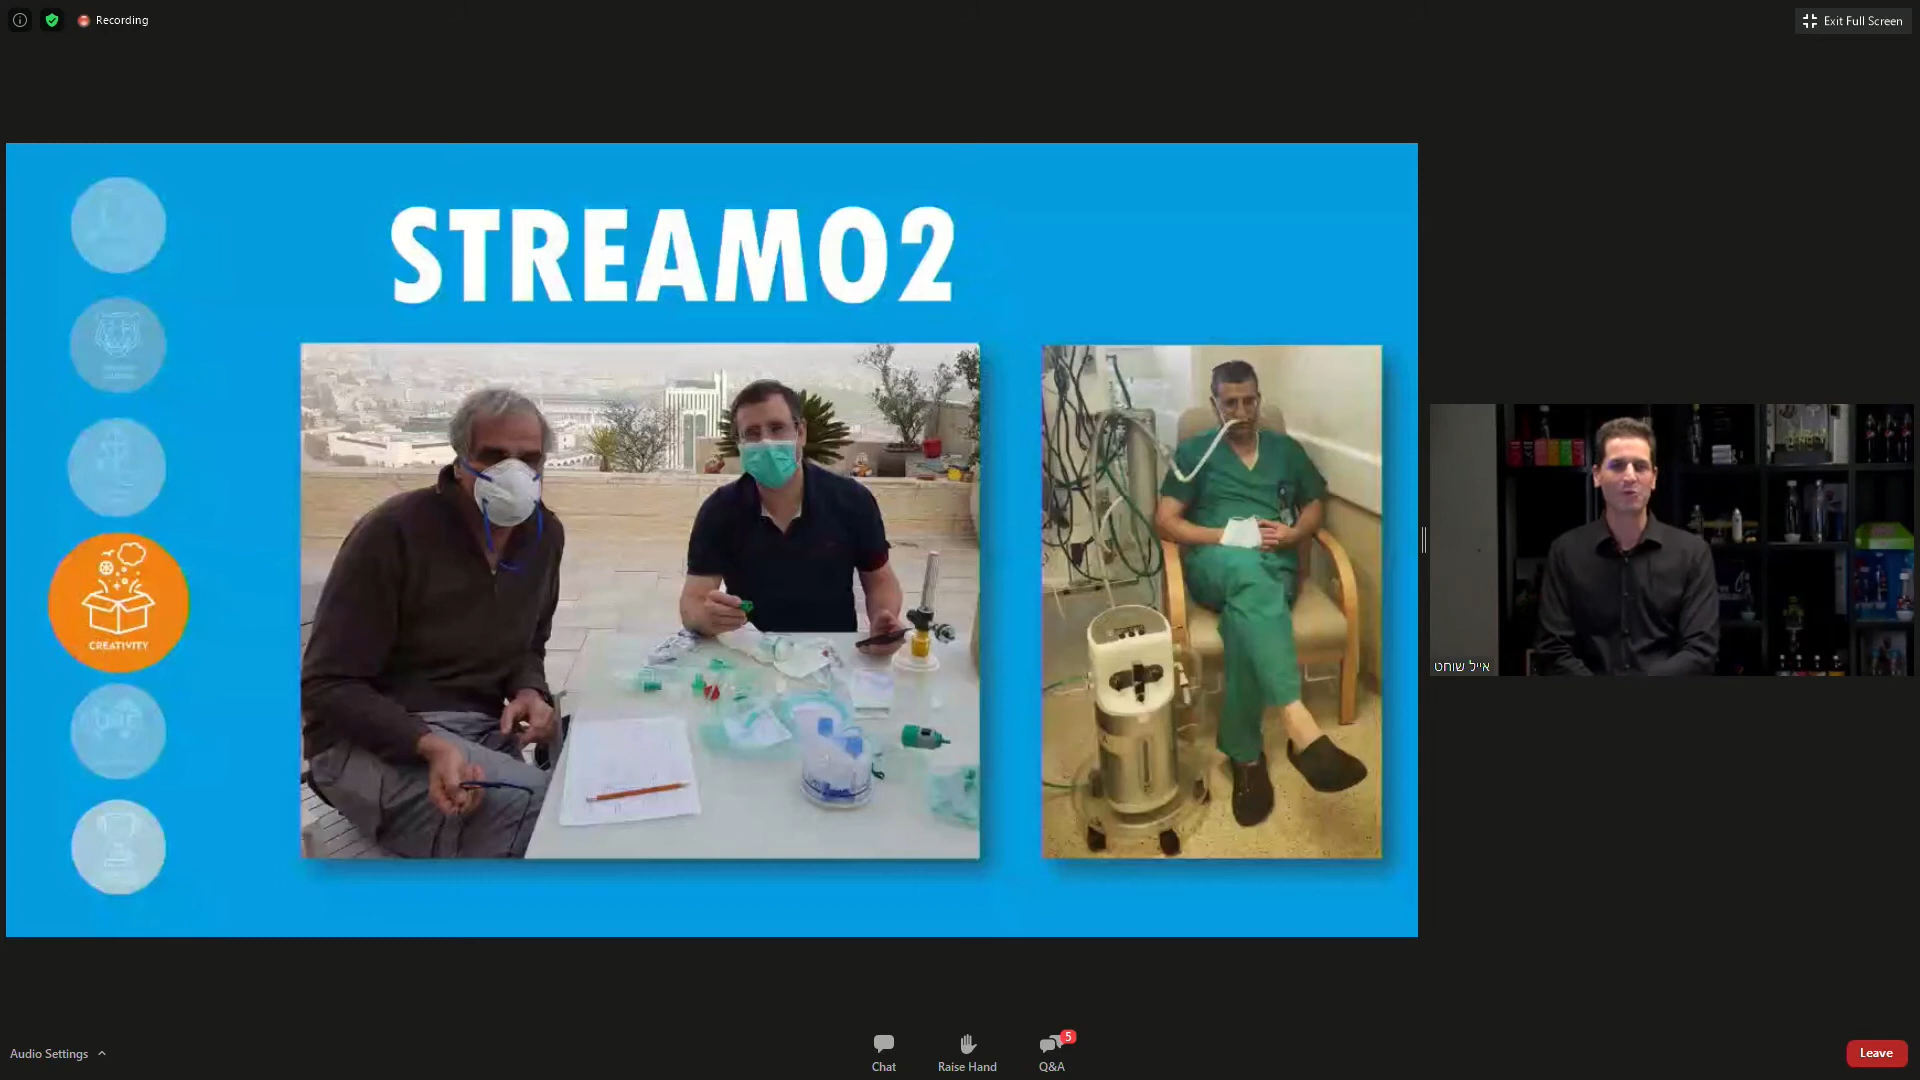 Recording
Exit Full Screen
STREAMO2
CREATIVITY
אייל שוחט
Audio Settings
Chat
Raise Hand
Q&A
5
Leave